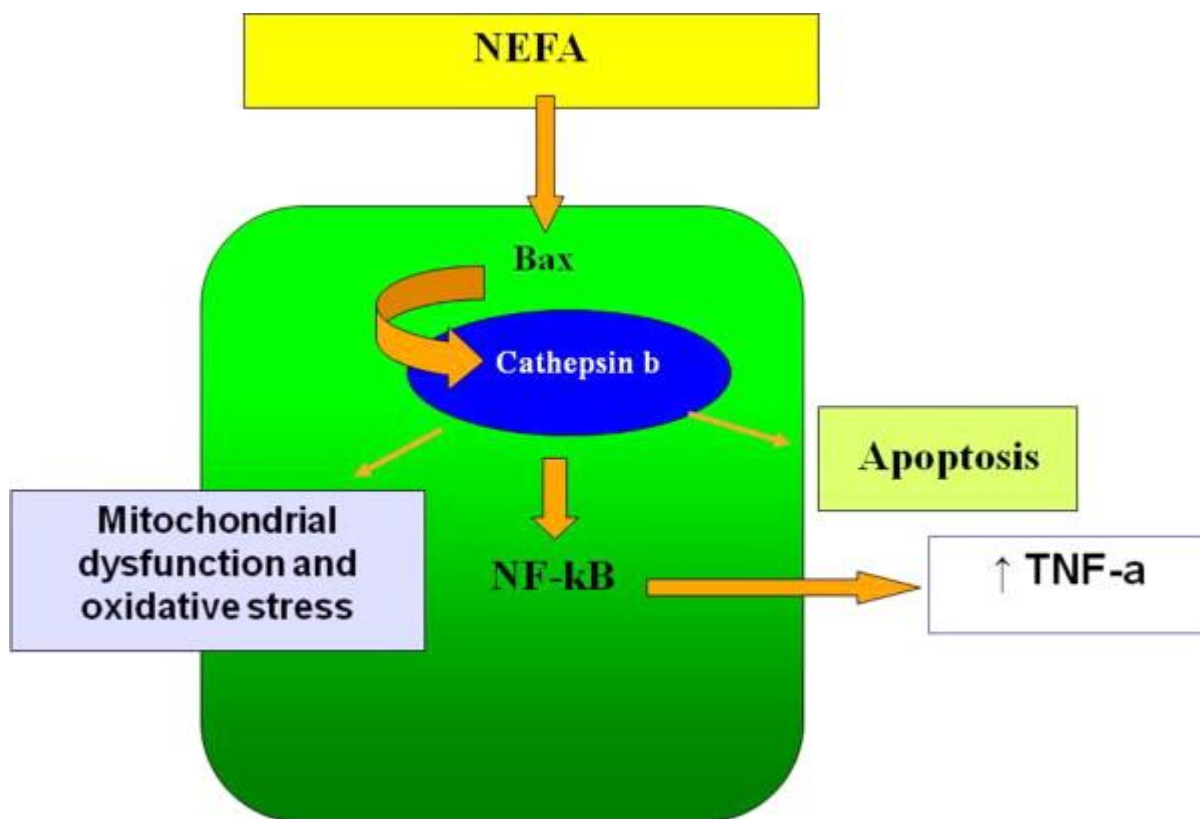 NEFA
Bax
Cathepsin b
Apoptosis
Mitochondrial
dysfunction and
oxidative stress
NF-kB
↑ TNF-a